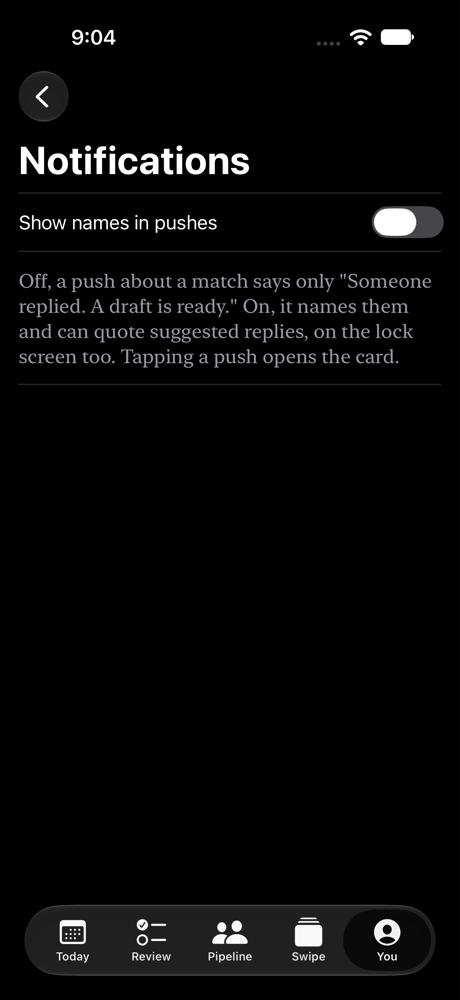 9:04
Notifications
Show names in pushes
Off, a push about a match says only "Someone
replied. A draft is ready." On, it names them
and can quote suggested replies, on the lock
screen too. Tapping a push opens the card.
Today
Review
Pipeline
Swipe
You